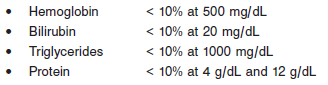 • Hemoglobin < 10% at 500 mg/dL
• Bilirubin < 10% at 20 mg/dL
• Triglycerides < 10% at 1000 mg/dL
• Protein < 10% at 4 g/dL and 12 g/dL